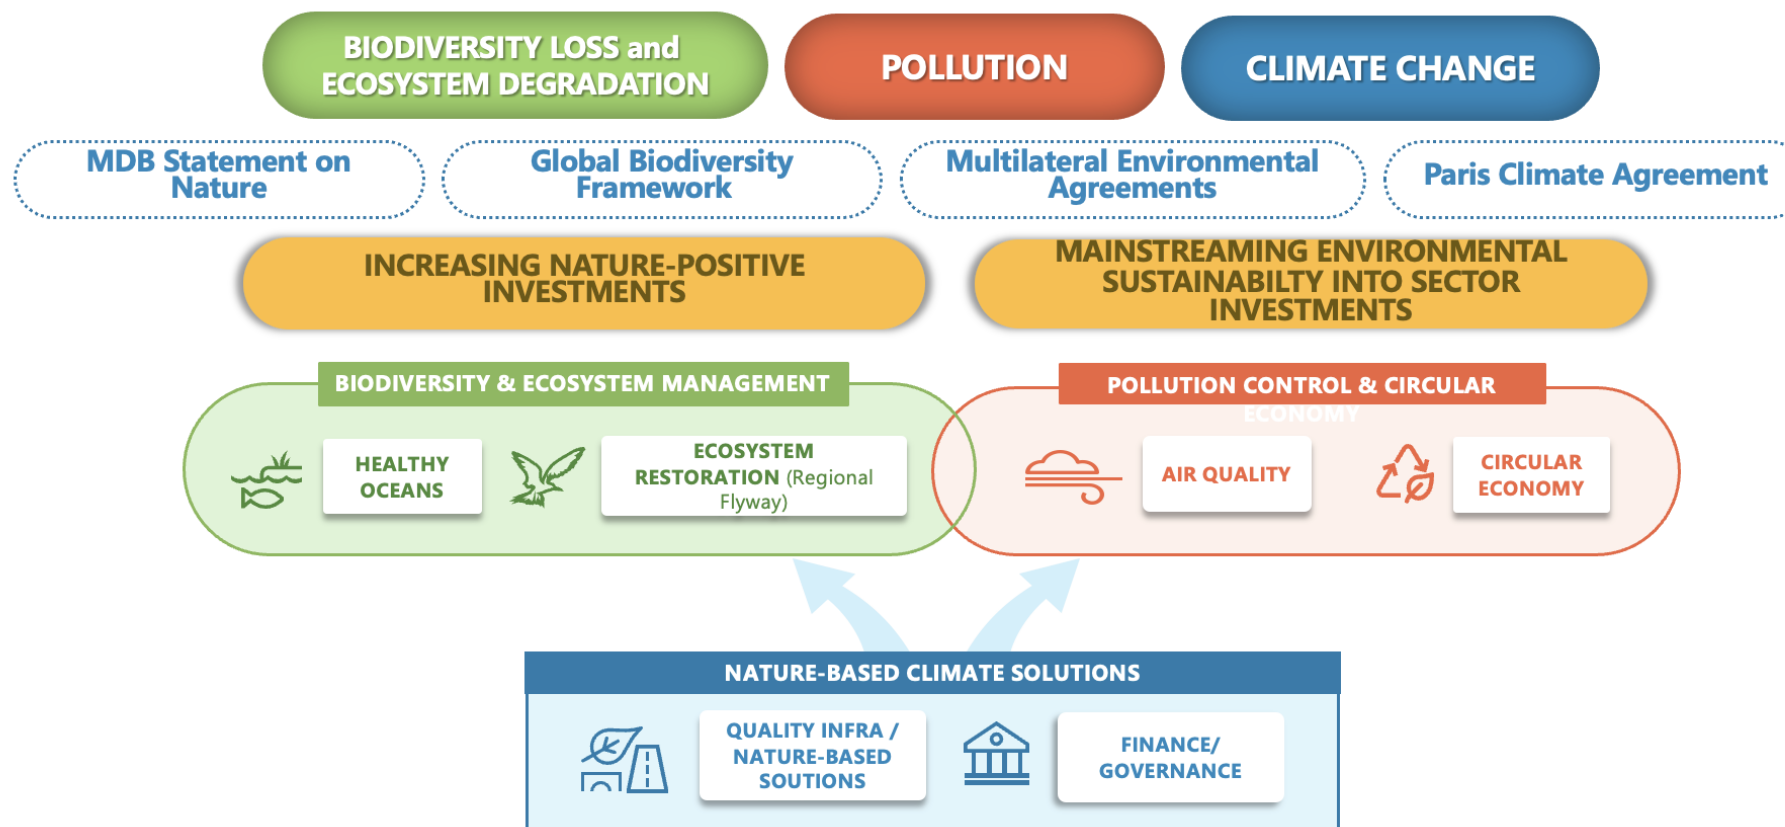 BIODIVERSITY LOSS and
ECOSYSTEM DEGRADATION
POLLUTION
CLIMATE CHANGE
MDB Statement on
Nature
Global Biodiversity
Framework
Multilateral Environmental
Agreements
Paris Climate Agreement
INCREASING NATURE-POSITIVE
INVESTMENTS
MAINSTREAMING ENVIRONMENTAL
SUSTAINABILTY INTO SECTOR
INVESTMENTS
BIODIVERSITY & ECOSYSTEM MANAGEMENT
HEALTHY
OCEANS
ECOSYSTEM
RESTORATION (Regional
Flyway)
POLLUTION CONTROL & CIRCULAR
ECONOMY
AIR QUALITY
CIRCULAR
ECONOMY
NATURE-BASED CLIMATE SOLUTIONS
QUALITY INFRA /
NATURE-BASED
SOUTIONS
FINANCE/
GOVERNANCE